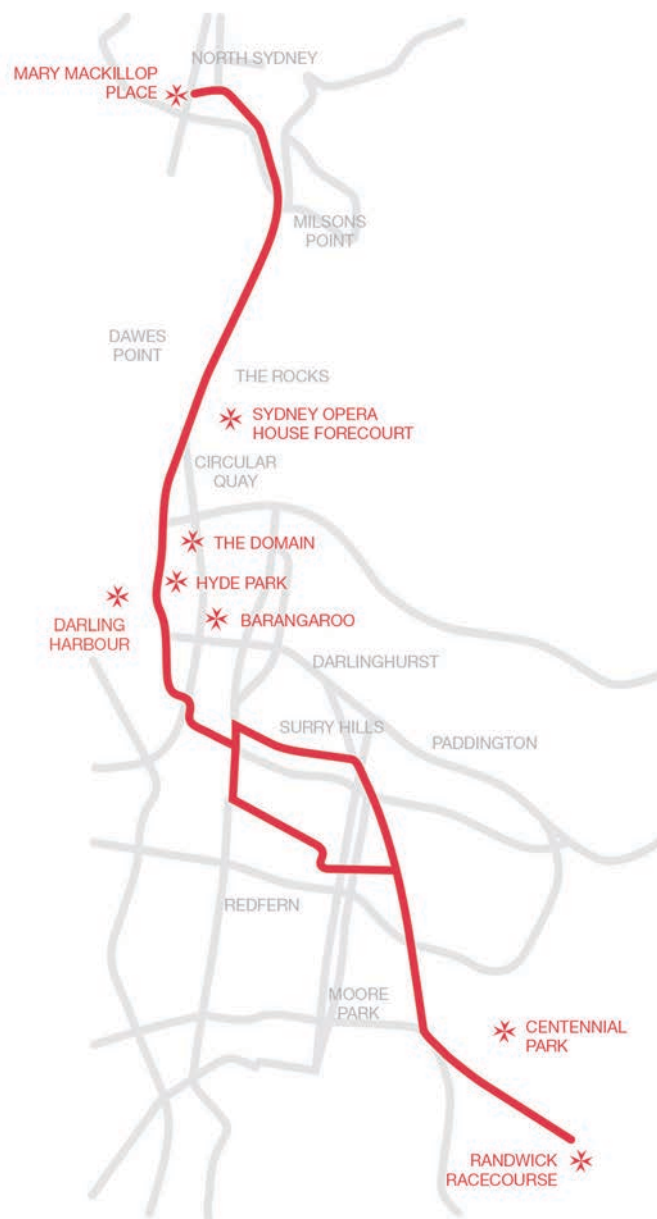 NORTH SYDNEY
MARY MACKILLOP
PLACE
MILSONS
POINT
DAWES
POINT
THE ROCKS
SYDNEY OPERA
HOUSE FORECOURT
CIRCULAR
QUAY
THE DOMAIN
HYDE PARK
BARANGAROO
DARLING
HARBOUR
DARLINGHURST
SURRY HILLS
PADDINGTON
REDFERN
MOORE
PARK
CENTENNIAL
PARK
RANDWICK
RACECOURSE